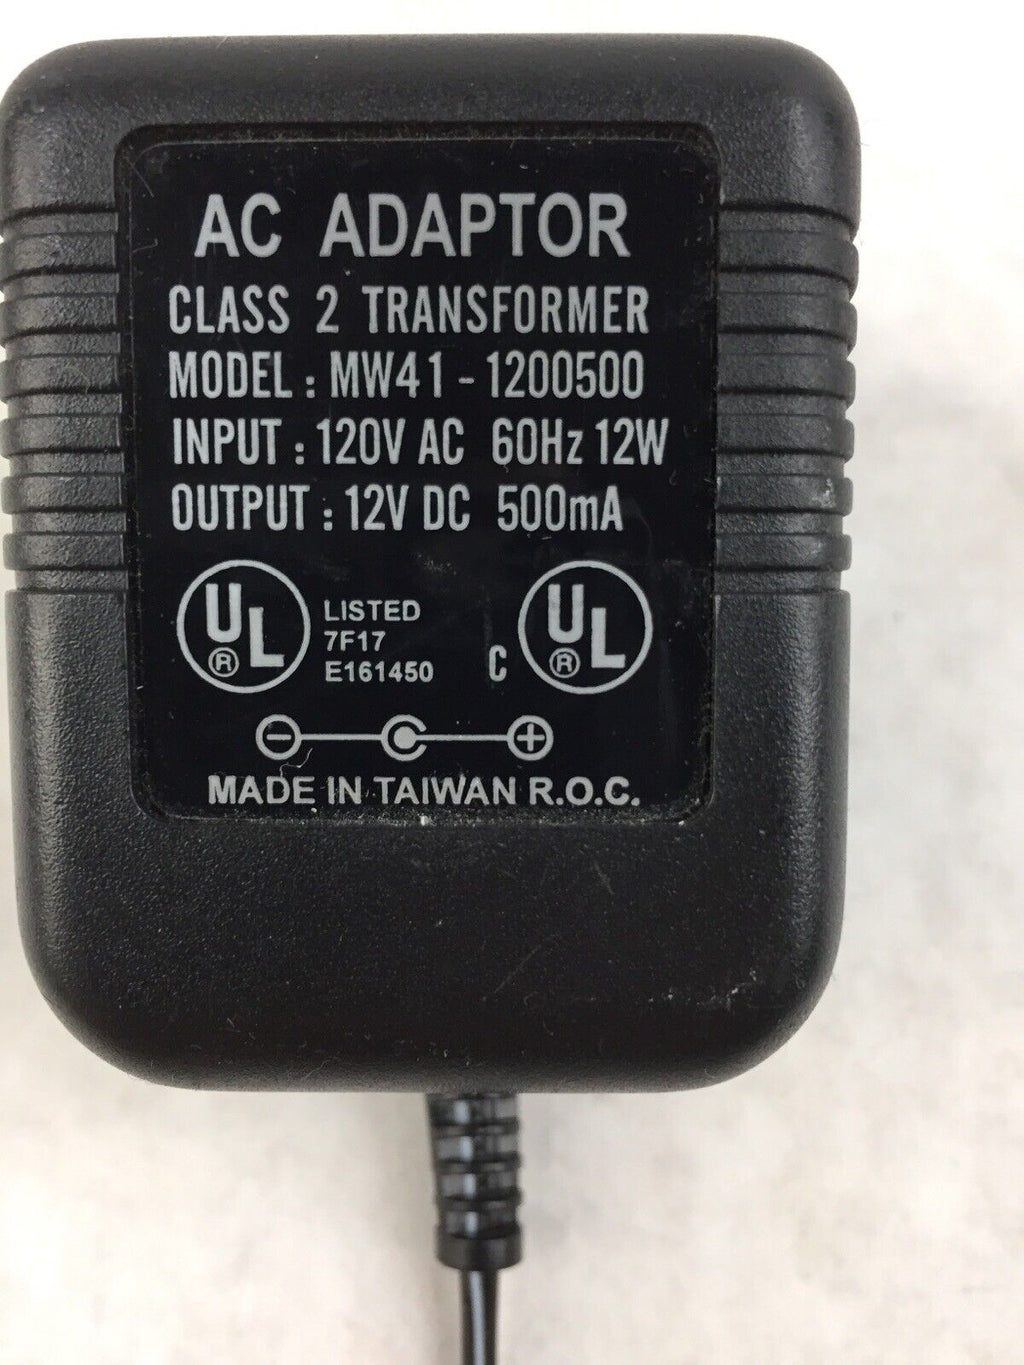 AC ADAPTOR
CLASS 2 TRANSFORMER
MODEL : MW41-1200500
INPUT : 120V AC 60Hz 12W
OUTPUT : 12V DC 500mA
UL ® LISTED
7F17
E161450
C UL ®
MADE IN TAIWAN R.O.C.